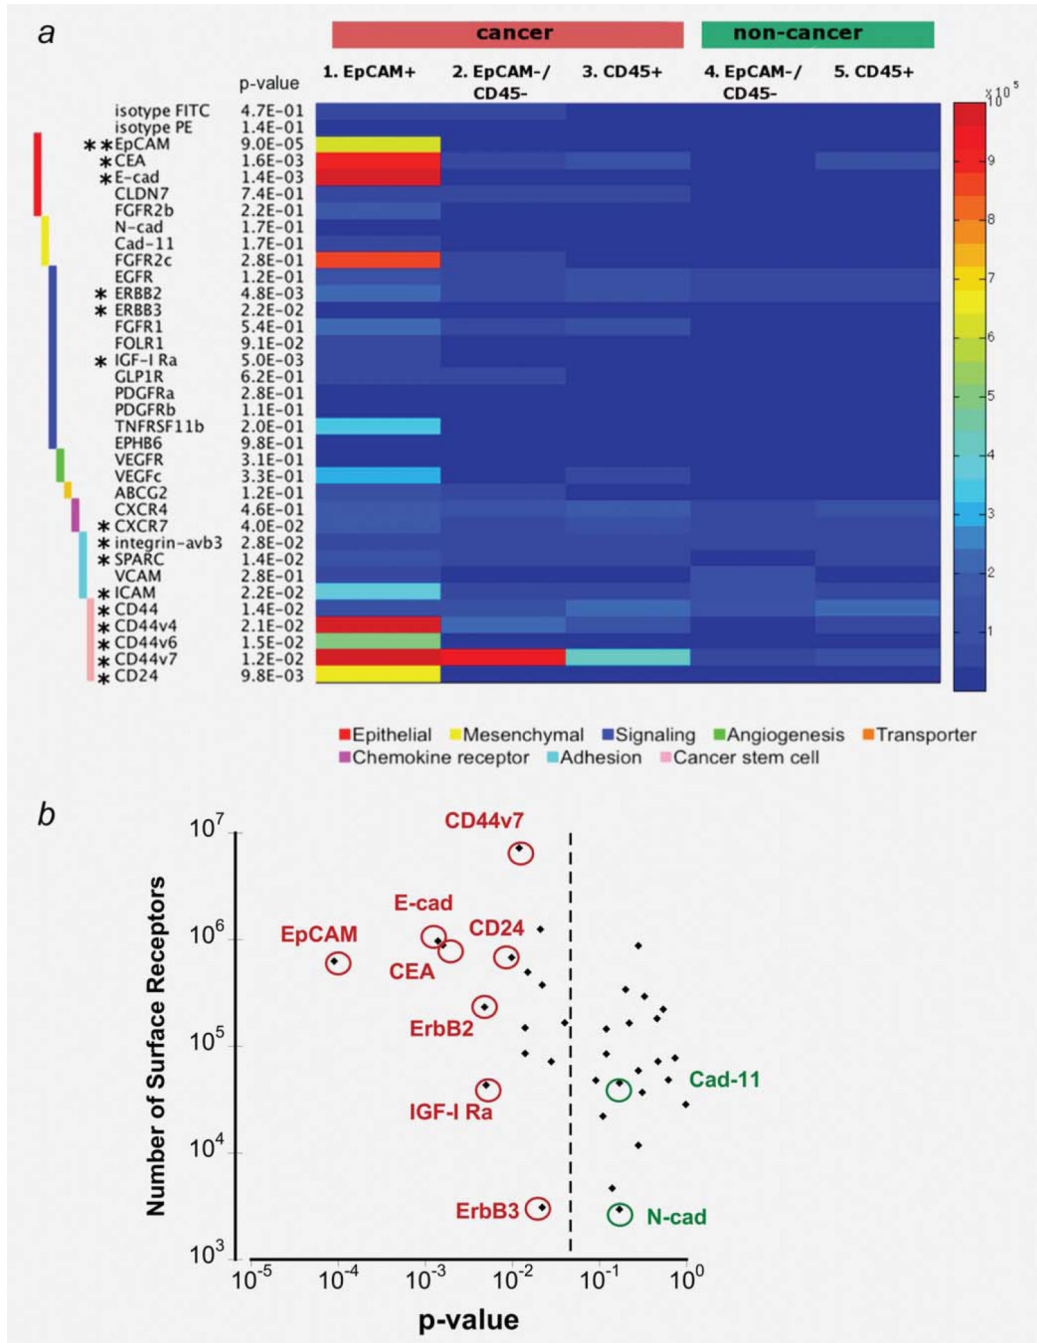 a
cancer non-cancer
p-value 1. EpCAM+ 2. EpCAM-/ CD45- 3. CD45+ 4. EpCAM-/ CD45- 5. CD45+
x10^5
isotype FITC 4.7E-01
isotype PE 1.4E-01
**EpCAM 9.0E-05
*CEA 1.6E-03
*E-cad 1.4E-03
CLDN7 7.4E-01
FGFR2b 2.2E-01
N-cad 1.7E-01
Cad-11 1.7E-01
FGFR2c 2.8E-01
EGFR 1.2E-01
* ERBB2 4.8E-03
* ERBB3 2.2E-02
FGFR1 5.4E-01
FOLR1 9.1E-02
* IGF-I Ra 5.0E-03
GLP1R 6.2E-01
PDGFRa 2.8E-01
PDGFRb 1.1E-01
TNFRSF11b 2.0E-01
EPHB6 9.8E-01
VEGFR 3.1E-01
VEGFc 3.3E-01
ABCG2 1.2E-01
CXCR4 4.6E-01
* CXCR7 4.0E-02
* integrin-avb3 2.8E-02
* SPARC 1.4E-02
VCAM 2.8E-01
* ICAM 2.2E-02
* CD44 1.4E-02
* CD44v4 2.1E-02
* CD44v6 1.5E-02
* CD44v7 1.2E-02
* CD24 9.8E-03
10
9
8
7
6
5
4
3
2
1
Epithelial Mesenchymal Signaling Angiogenesis Transporter
Chemokine receptor Adhesion Cancer stem cell
b
Number of Surface Receptors
10^7
10^6
10^5
10^4
10^3
CD44v7
E-cad
CD24
EpCAM
CEA
ErbB2
Cad-11
IGF-I Ra
ErbB3
N-cad
10^-5 10^-4 10^-3 10^-2 10^-1 10^0
p-value